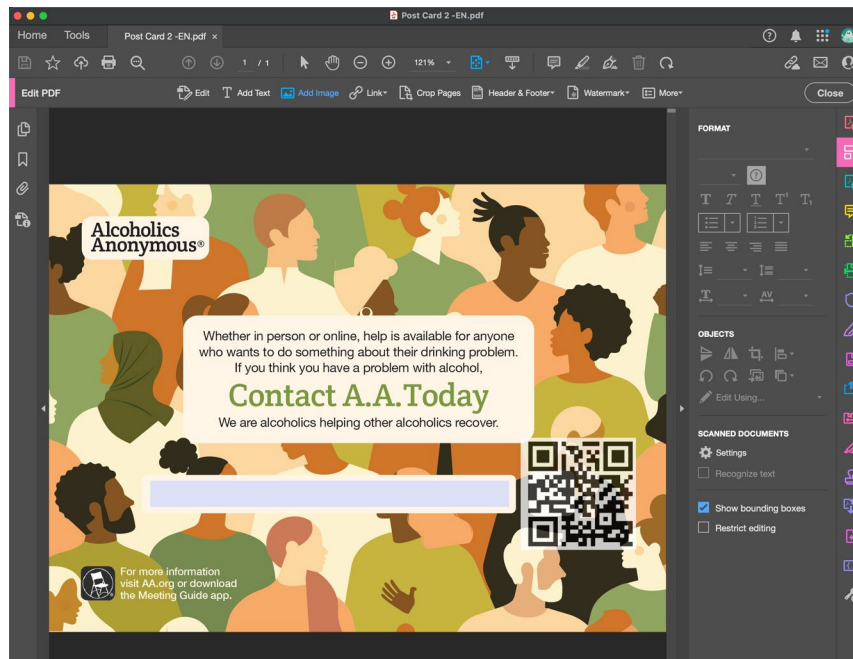 Post Card 2 -EN.pdf
Home Tools Post Card 2 -EN.pdf ×
1 / 1 121%
Edit PDF Edit Add Text Add Image Link Crop Pages Header & Footer Watermark More Close
FORMAT
OBJECTS
Edit Using...
SCANNED DOCUMENTS
Settings
Recognize text
Show bounding boxes
Restrict editing
Alcoholics
Anonymous®
Whether in person or online, help is available for anyone
who wants to do something about their drinking problem.
If you think you have a problem with alcohol,
Contact A.A.Today
We are alcoholics helping other alcoholics recover.
For more information
visit AA.org or download
the Meeting Guide app.